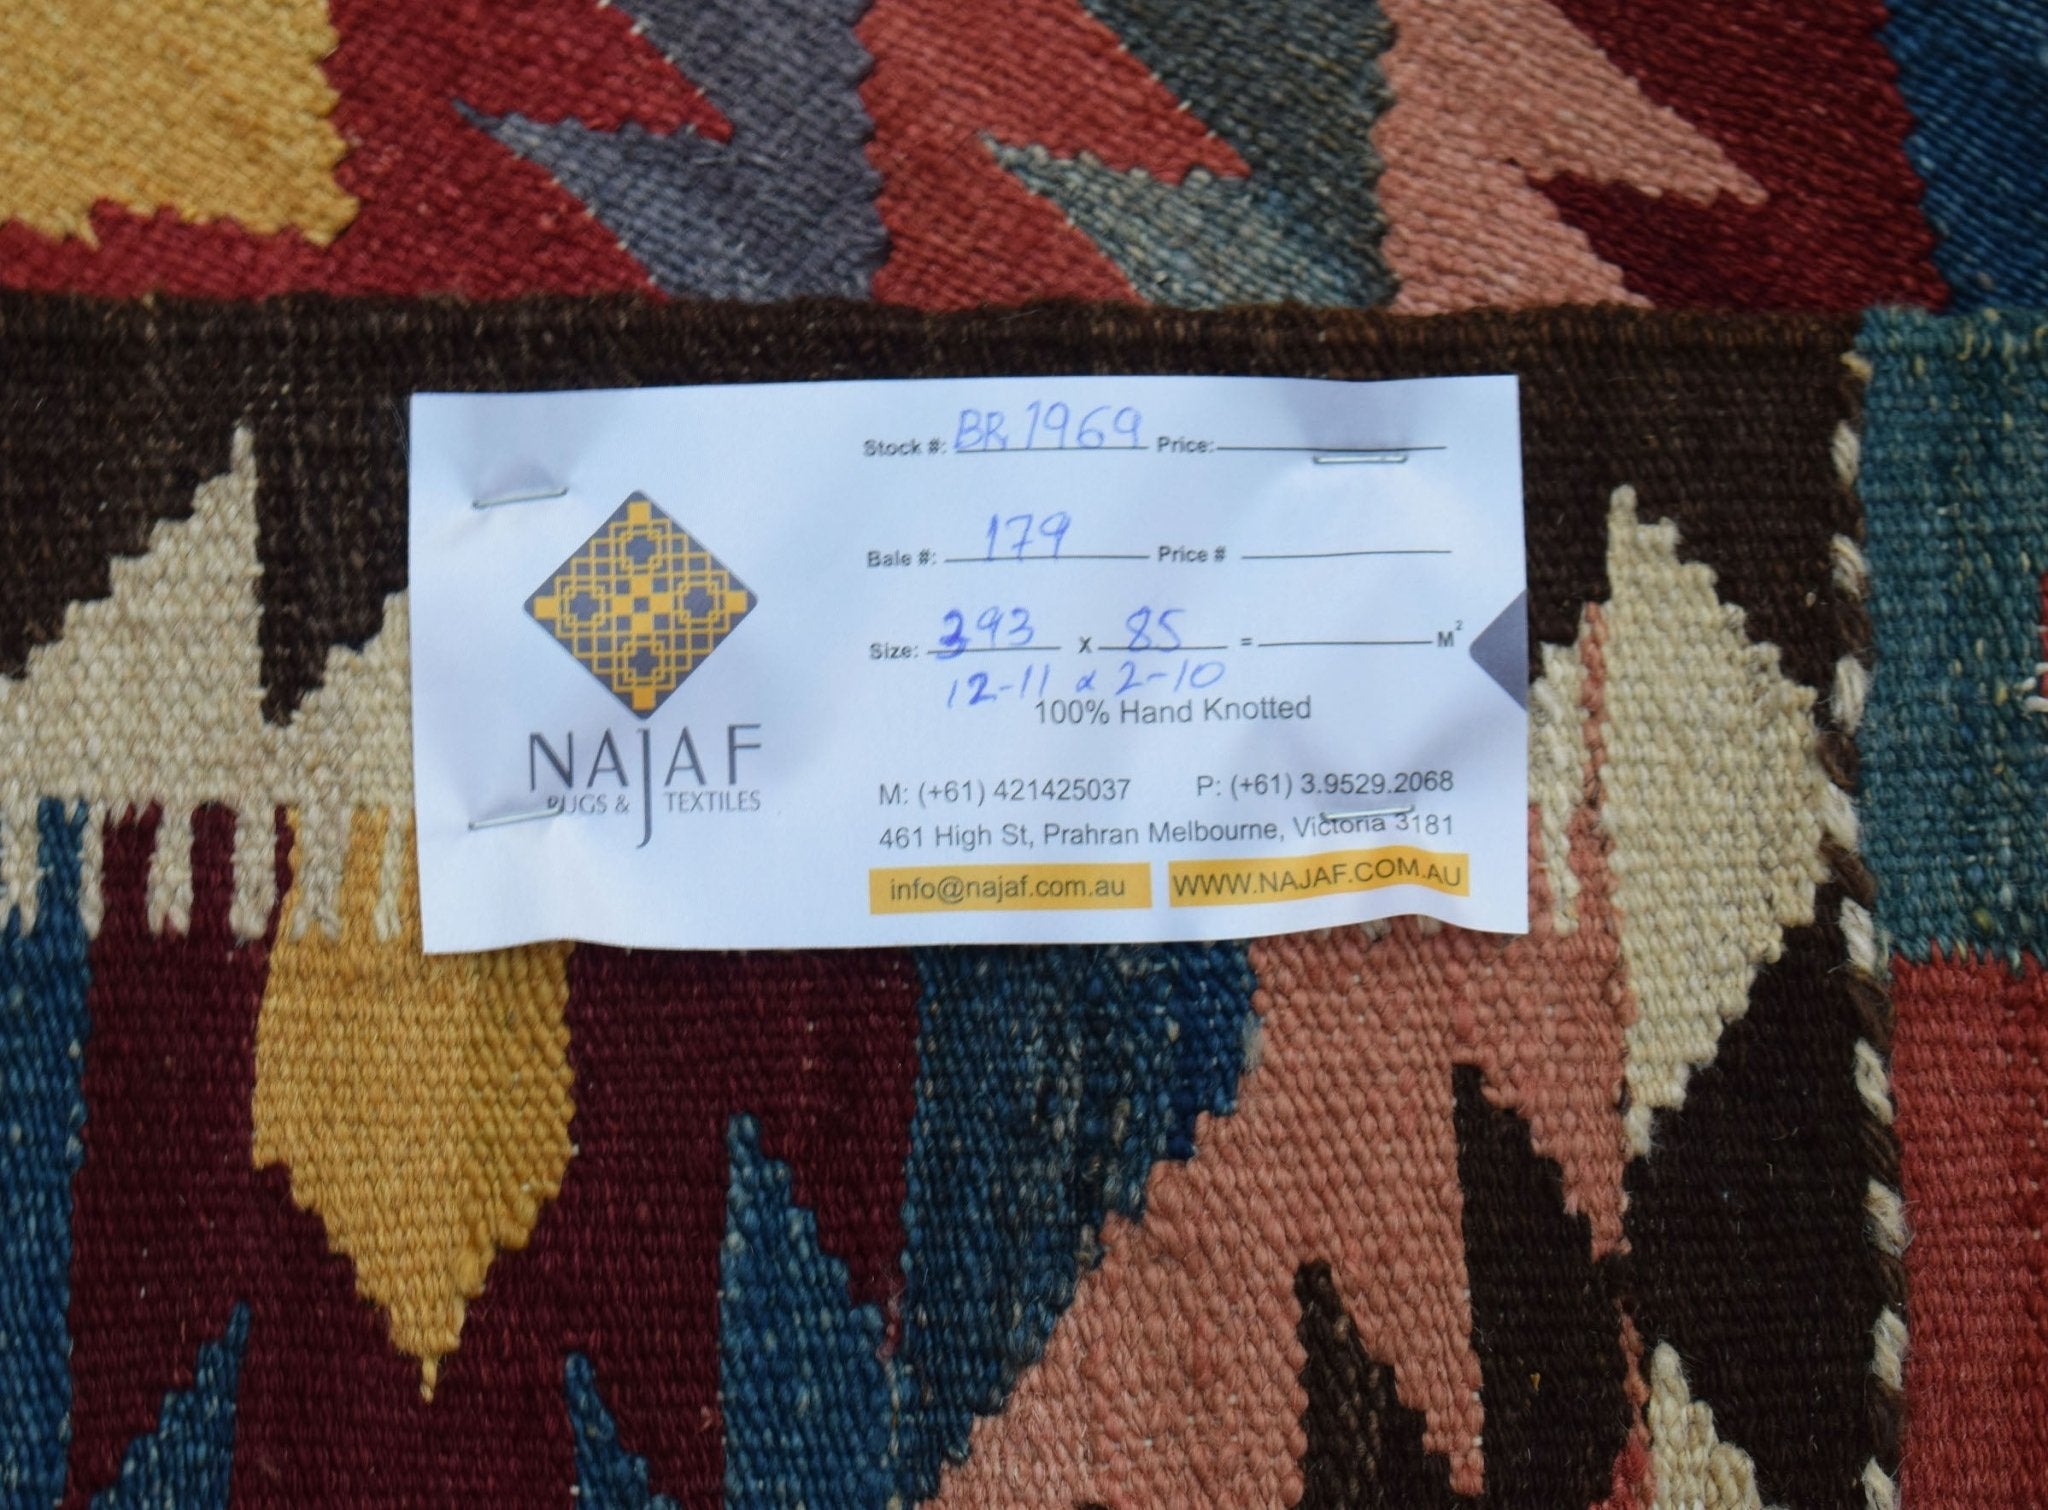 Stock #: BR 1969 Price:
Bale #: 179 Price #
Size: 393 X 85 = M²
12-11 x 2-10
100% Hand Knotted
NAJAF
RUGS & TEXTILES
M: (+61) 421425037 P: (+61) 3.9529.2068
461 High St, Prahran Melbourne, Victoria 3181
info@najaf.com.au WWW.NAJAF.COM.AU